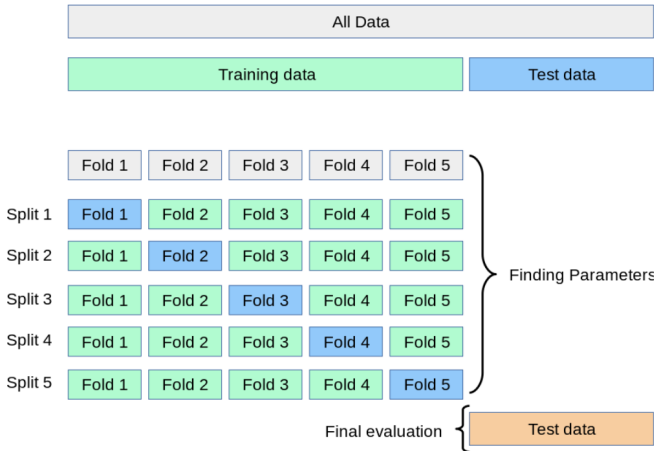 All Data
Training data Test data
Fold 1 Fold 2 Fold 3 Fold 4 Fold 5
Split 1 Fold 1 Fold 2 Fold 3 Fold 4 Fold 5
Split 2 Fold 1 Fold 2 Fold 3 Fold 4 Fold 5
Finding Parameters
Split 3 Fold 1 Fold 2 Fold 3 Fold 4 Fold 5
Split 4 Fold 1 Fold 2 Fold 3 Fold 4 Fold 5
Split 5 Fold 1 Fold 2 Fold 3 Fold 4 Fold 5
Final evaluation Test data